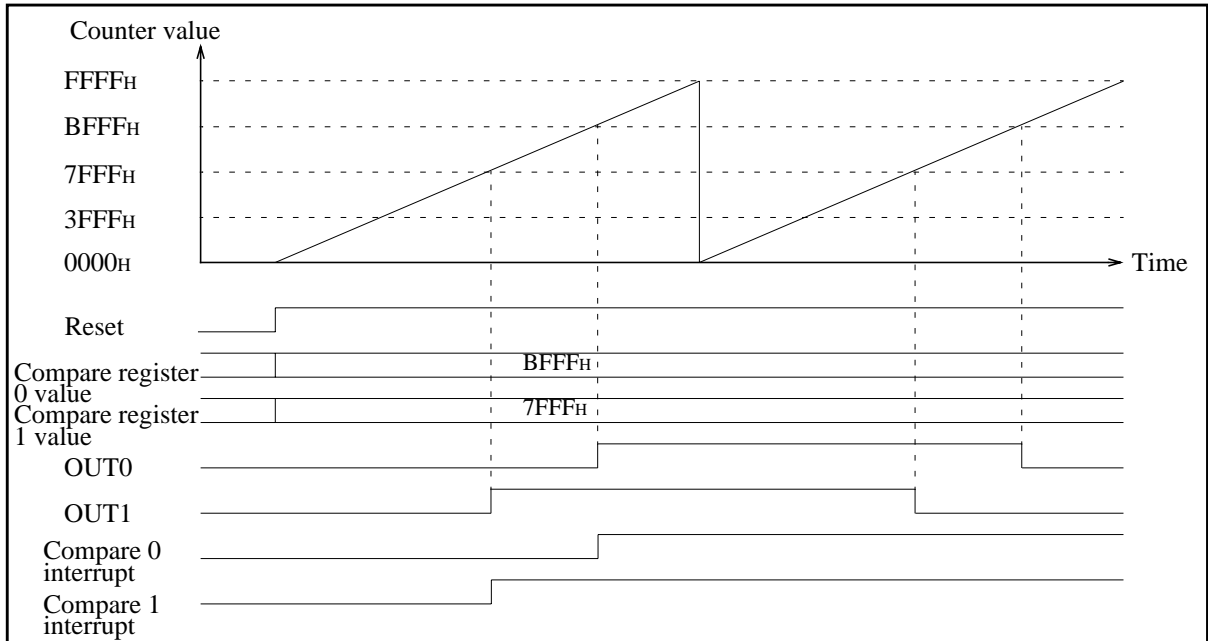 Counter value
FFFFH
BFFFH
7FFFH
3FFFH
0000H
Time
Reset
BFFFH
Compare register
0 value
7FFFH
Compare register
1 value
OUT0
OUT1
Compare 0
interrupt
Compare 1
interrupt